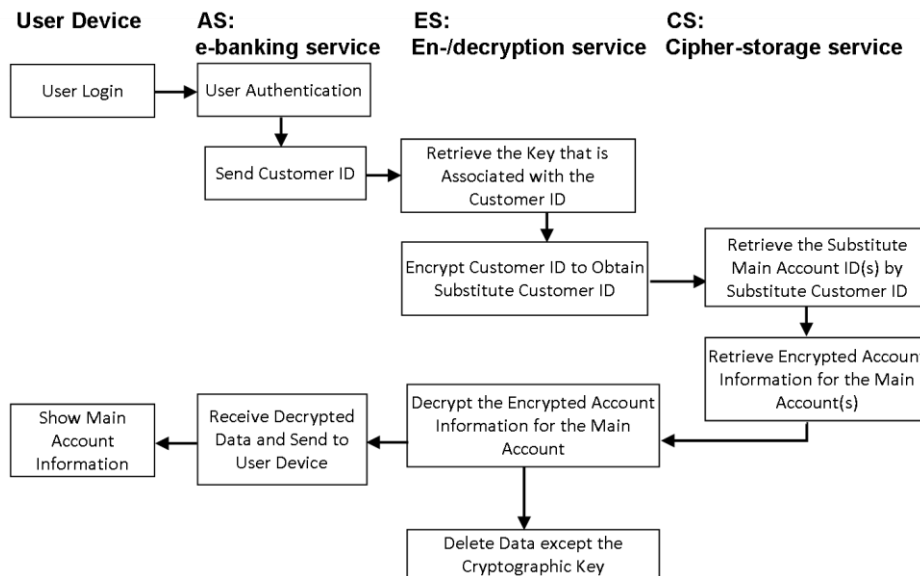 User Device
AS:
e-banking service
ES:
En-/decryption service
CS:
Cipher-storage service
User Login
User Authentication
Send Customer ID
Retrieve the Key that is
Associated with the
Customer ID
Encrypt Customer ID to Obtain
Substitute Customer ID
Retrieve the Substitute
Main Account ID(s) by
Substitute Customer ID
Retrieve Encrypted Account
Information for the Main
Account(s)
Decrypt the Encrypted Account
Information for the Main
Account
Receive Decrypted
Data and Send to
User Device
Show Main
Account
Information
Delete Data except the
Cryptographic Key